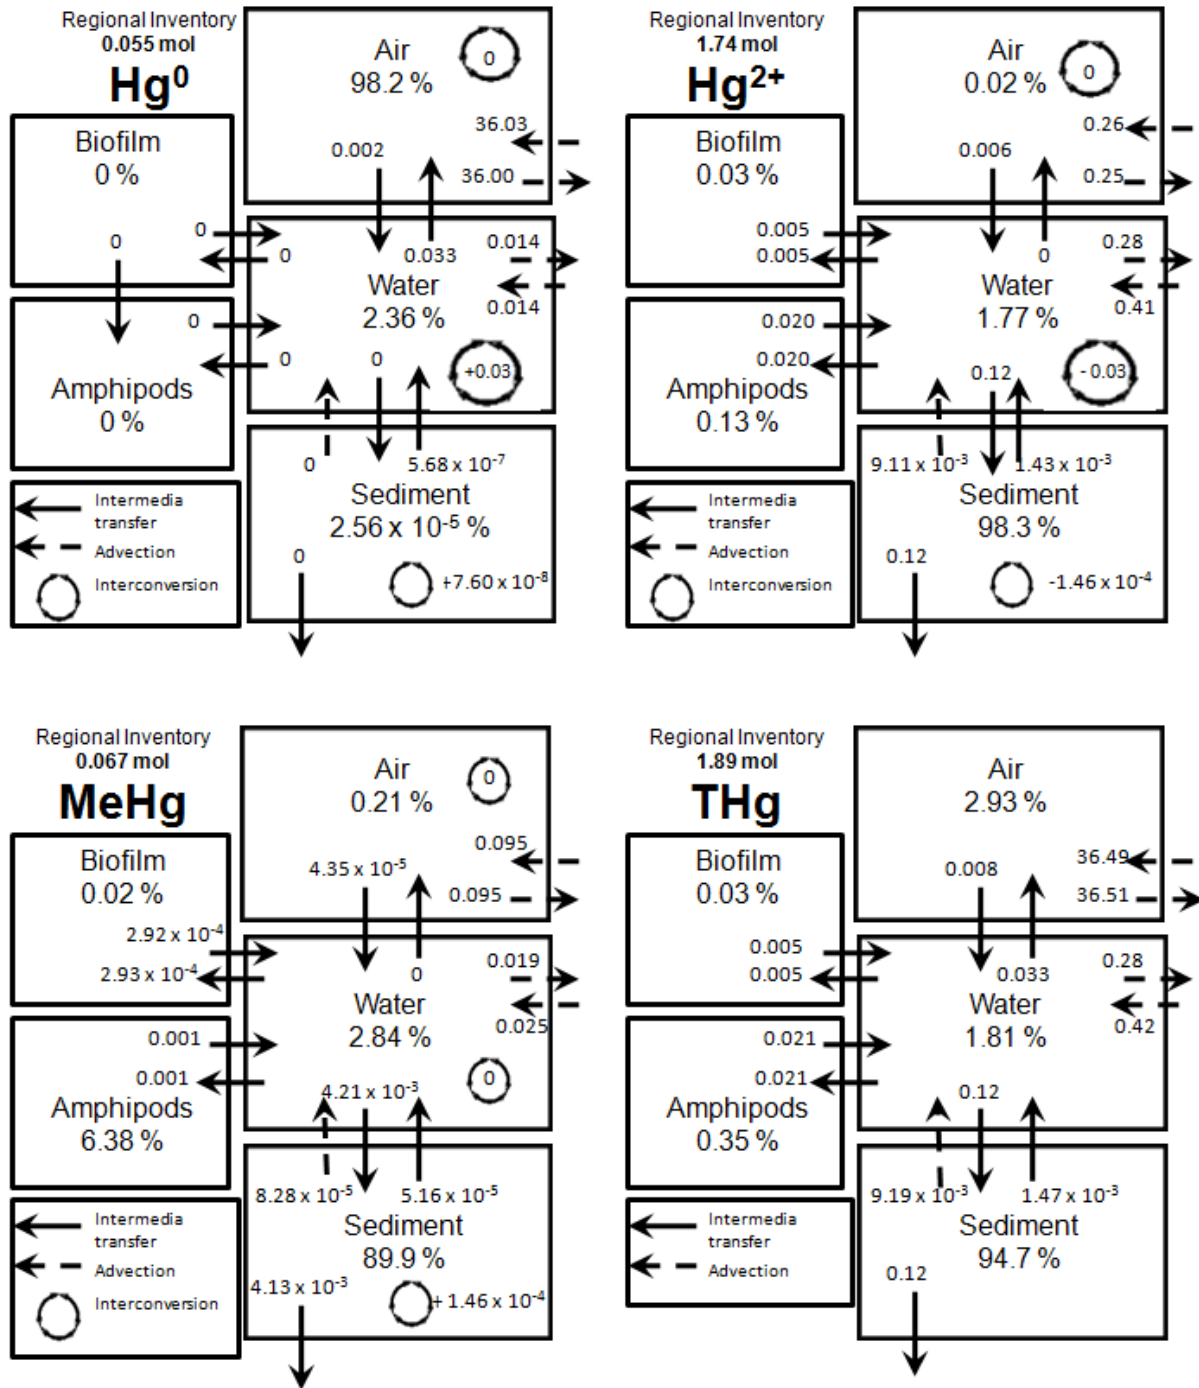 Regional Inventory
0.055 mol
Hg⁰
Air
98.2 %
0
36.03
36.00
0.002
Biofilm
0 %
0
0
0
0.033
0.014
0.014
Water
2.36 %
+0.03
0
0
0
Amphipods
0 %
0
5.68 x 10⁻⁷
Sediment
2.56 x 10⁻⁵ %
0
+7.60 x 10⁻⁸
Intermedia
transfer
Advection
Interconversion
Regional Inventory
1.74 mol
Hg²⁺
Air
0.02 %
0
0.26
0.25
0.006
Biofilm
0.03 %
0.005
0.005
0
0.28
0.41
Water
1.77 %
- 0.03
0.020
0.020
0.12
Amphipods
0.13 %
9.11 x 10⁻³
1.43 x 10⁻³
Sediment
98.3 %
0.12
-1.46 x 10⁻⁴
Intermedia
transfer
Advection
Interconversion
Regional Inventory
0.067 mol
MeHg
Air
0.21 %
0
0.095
0.095
4.35 x 10⁻⁵
Biofilm
0.02 %
2.92 x 10⁻⁴
2.93 x 10⁻⁴
0
0.019
0.025
Water
2.84 %
0
0.001
0.001
4.21 x 10⁻³
Amphipods
6.38 %
8.28 x 10⁻⁵
5.16 x 10⁻⁵
Sediment
89.9 %
4.13 x 10⁻³
+ 1.46 x 10⁻⁴
Intermedia
transfer
Advection
Interconversion
Regional Inventory
1.89 mol
THg
Air
2.93 %
36.49
36.51
0.008
Biofilm
0.03 %
0.005
0.005
0.033
0.28
0.42
Water
1.81 %
0.021
0.021
0.12
Amphipods
0.35 %
9.19 x 10⁻³
1.47 x 10⁻³
Sediment
94.7 %
0.12
Intermedia
transfer
Advection